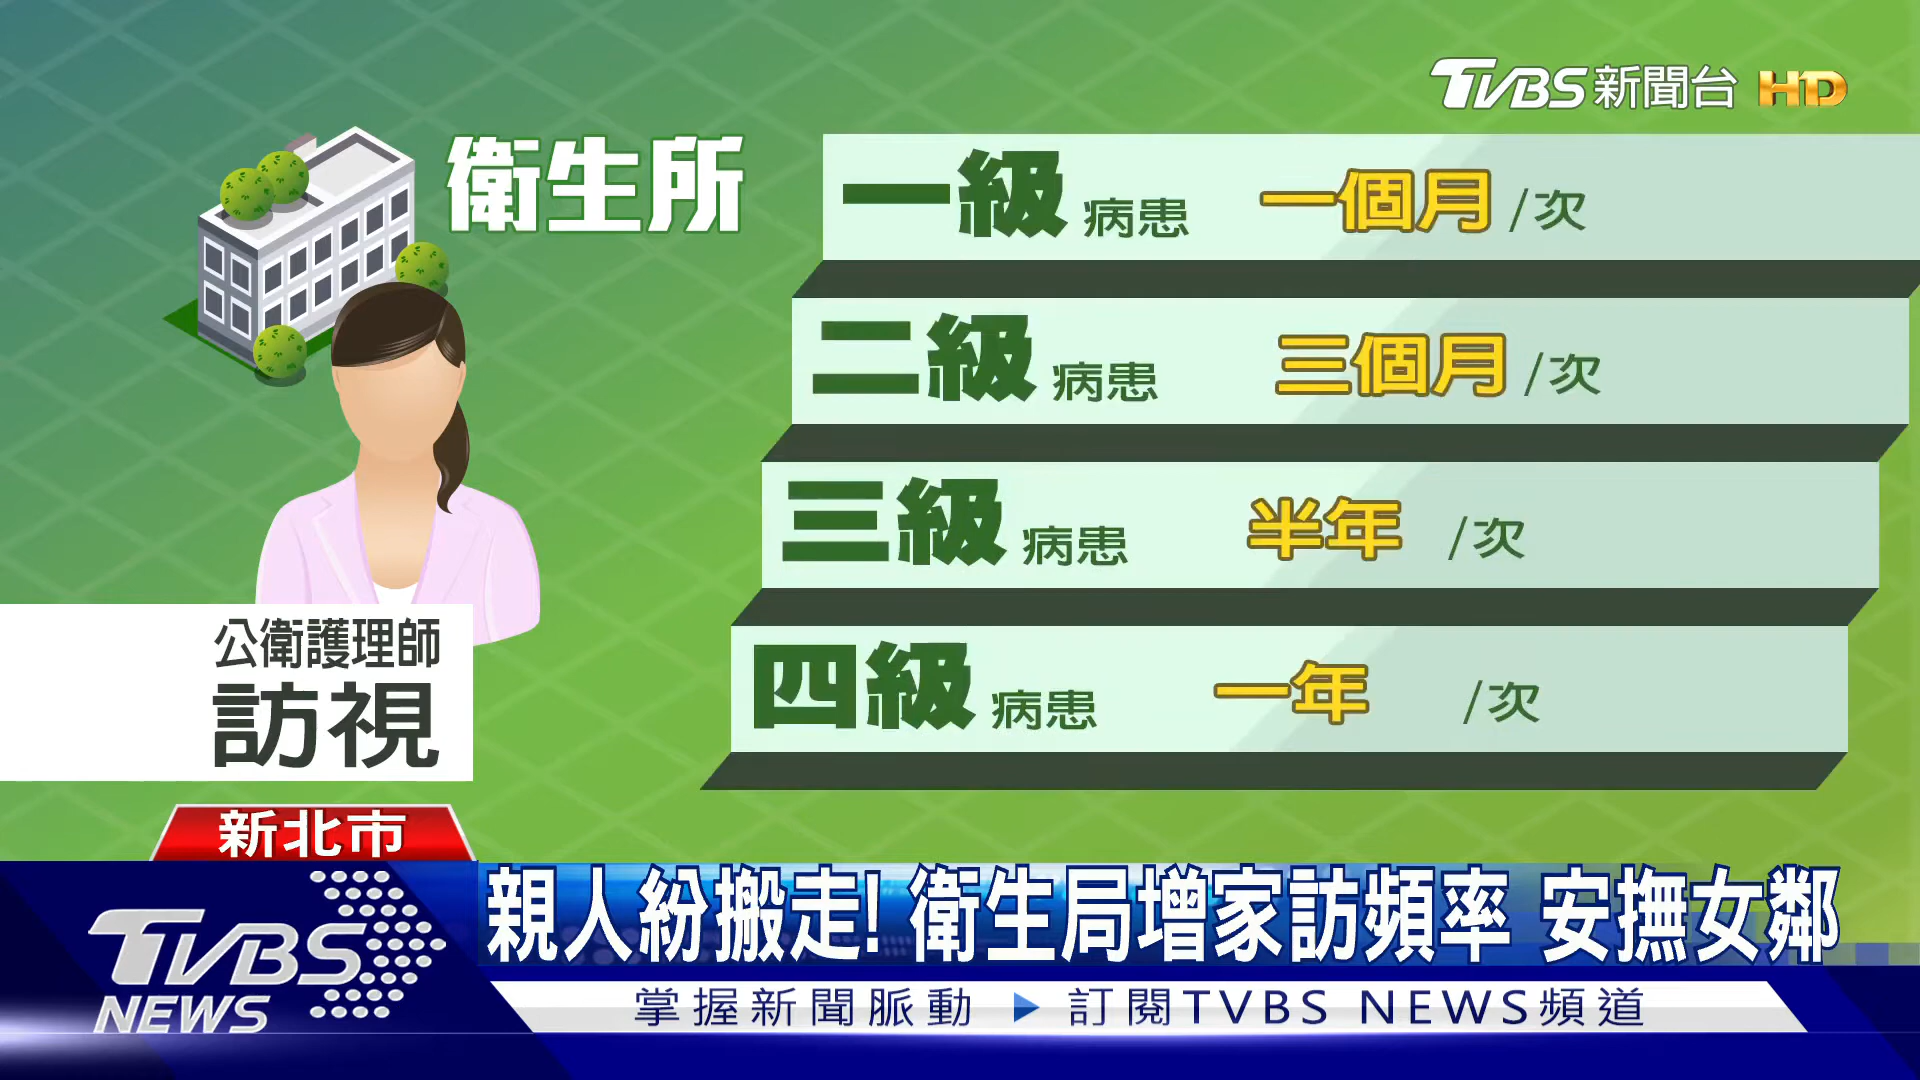 TVBS新聞台 HD
衛生所
一級 病患 一個月 /次
二級 病患 三個月 /次
三級 病患 半年 /次
四級 病患 一年 /次
公衛護理師
訪視
新北市
親人紛搬走! 衛生局增家訪頻率 安撫女鄰
TVBS NEWS
掌握新聞脈動 ▶ 訂閱TVBS NEWS頻道